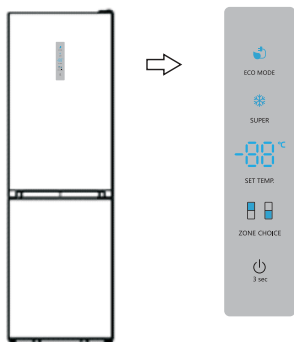 ECO MODE
SUPER
-88 °C
SET TEMP.
ZONE CHOICE
3 sec